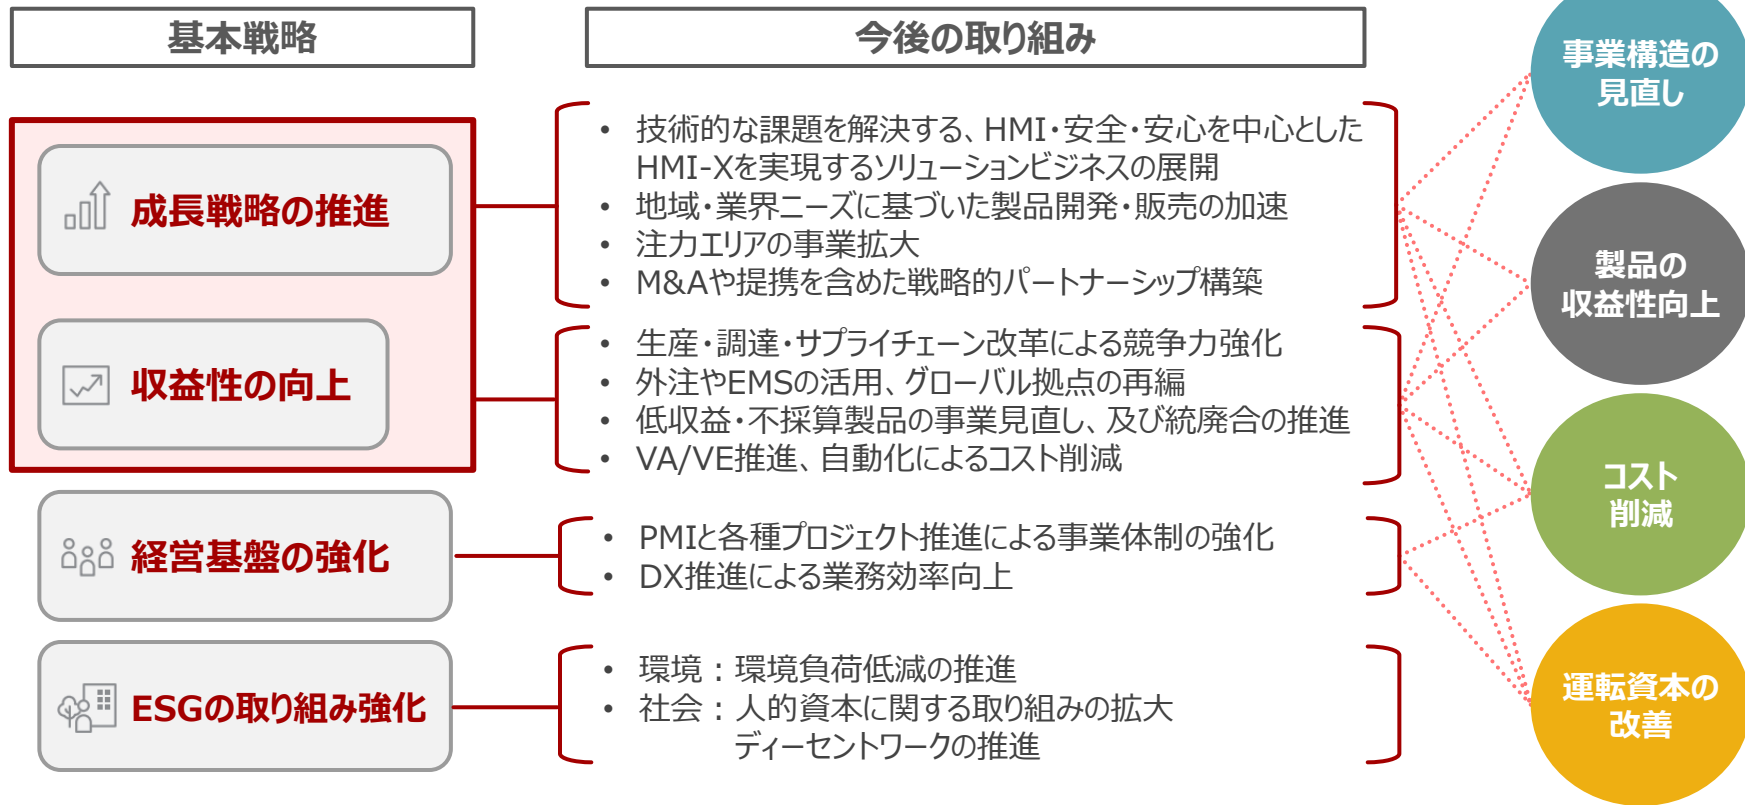 基本戦略
今後の取り組み
成長戦略の推進
• 技術的な課題を解決する、HMI・安全・安心を中心とした
HMI-Xを実現するソリューションビジネスの展開
• 地域・業界ニーズに基づいた製品開発・販売の加速
• 注力エリアの事業拡大
• M&Aや提携を含めた戦略的パートナーシップ構築
収益性の向上
• 生産・調達・サプライチェーン改革による競争力強化
• 外注やEMSの活用、グローバル拠点の再編
• 低収益・不採算製品の事業見直し、及び統廃合の推進
• VA/VE推進、自動化によるコスト削減
経営基盤の強化
• PMIと各種プロジェクト推進による事業体制の強化
• DX推進による業務効率向上
ESGの取り組み強化
• 環境：環境負荷低減の推進
• 社会：人的資本に関する取り組みの拡大
ディーセントワークの推進
事業構造の
見直し
製品の
収益性向上
コスト
削減
運転資本の
改善